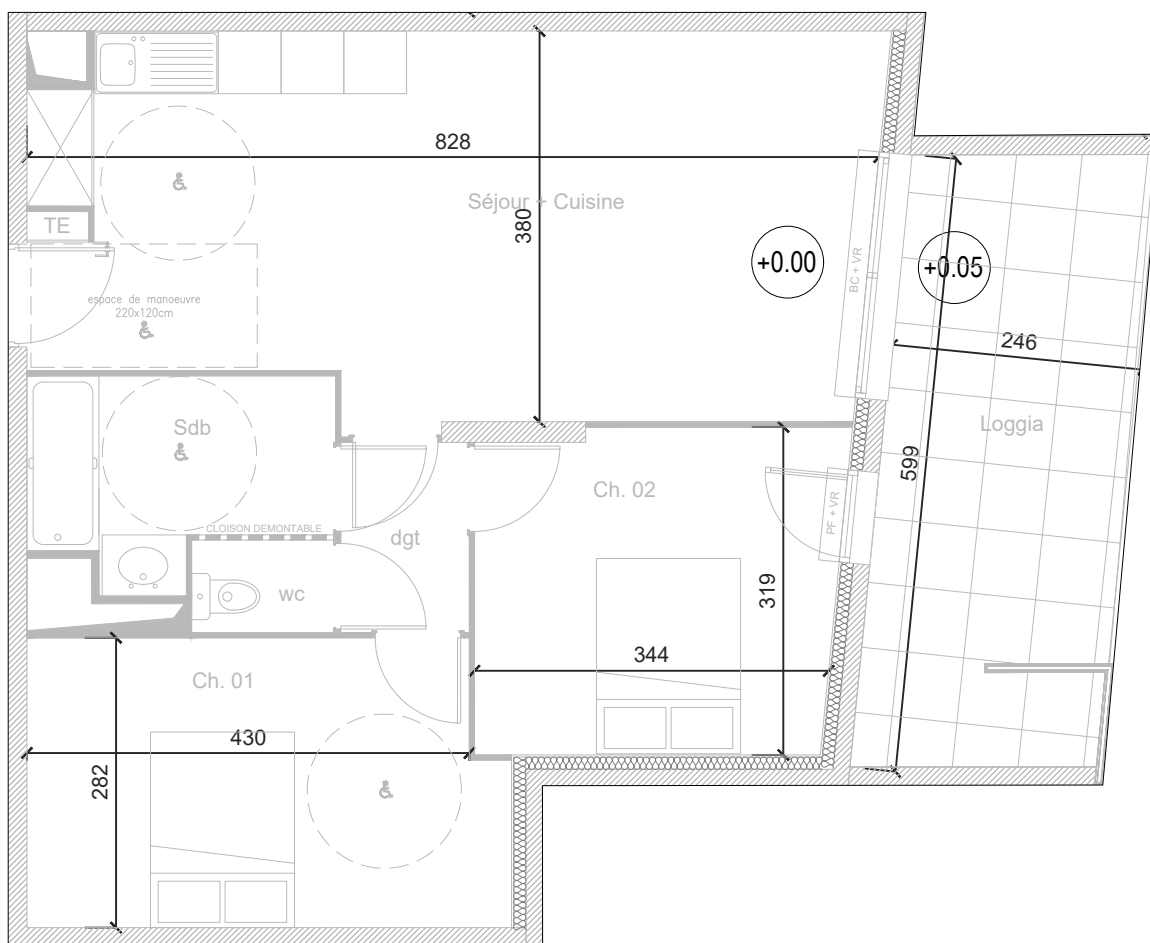 828
Séjour + Cuisine
380
TE
+0.00
BC + VR
+0.05
espace de manoeuvre
220x120cm
246
Sdb
Loggia
599
Ch. 02
PF + VR
CLOISON DEMONTABLE
dgt
wc
319
344
Ch. 01
430
282